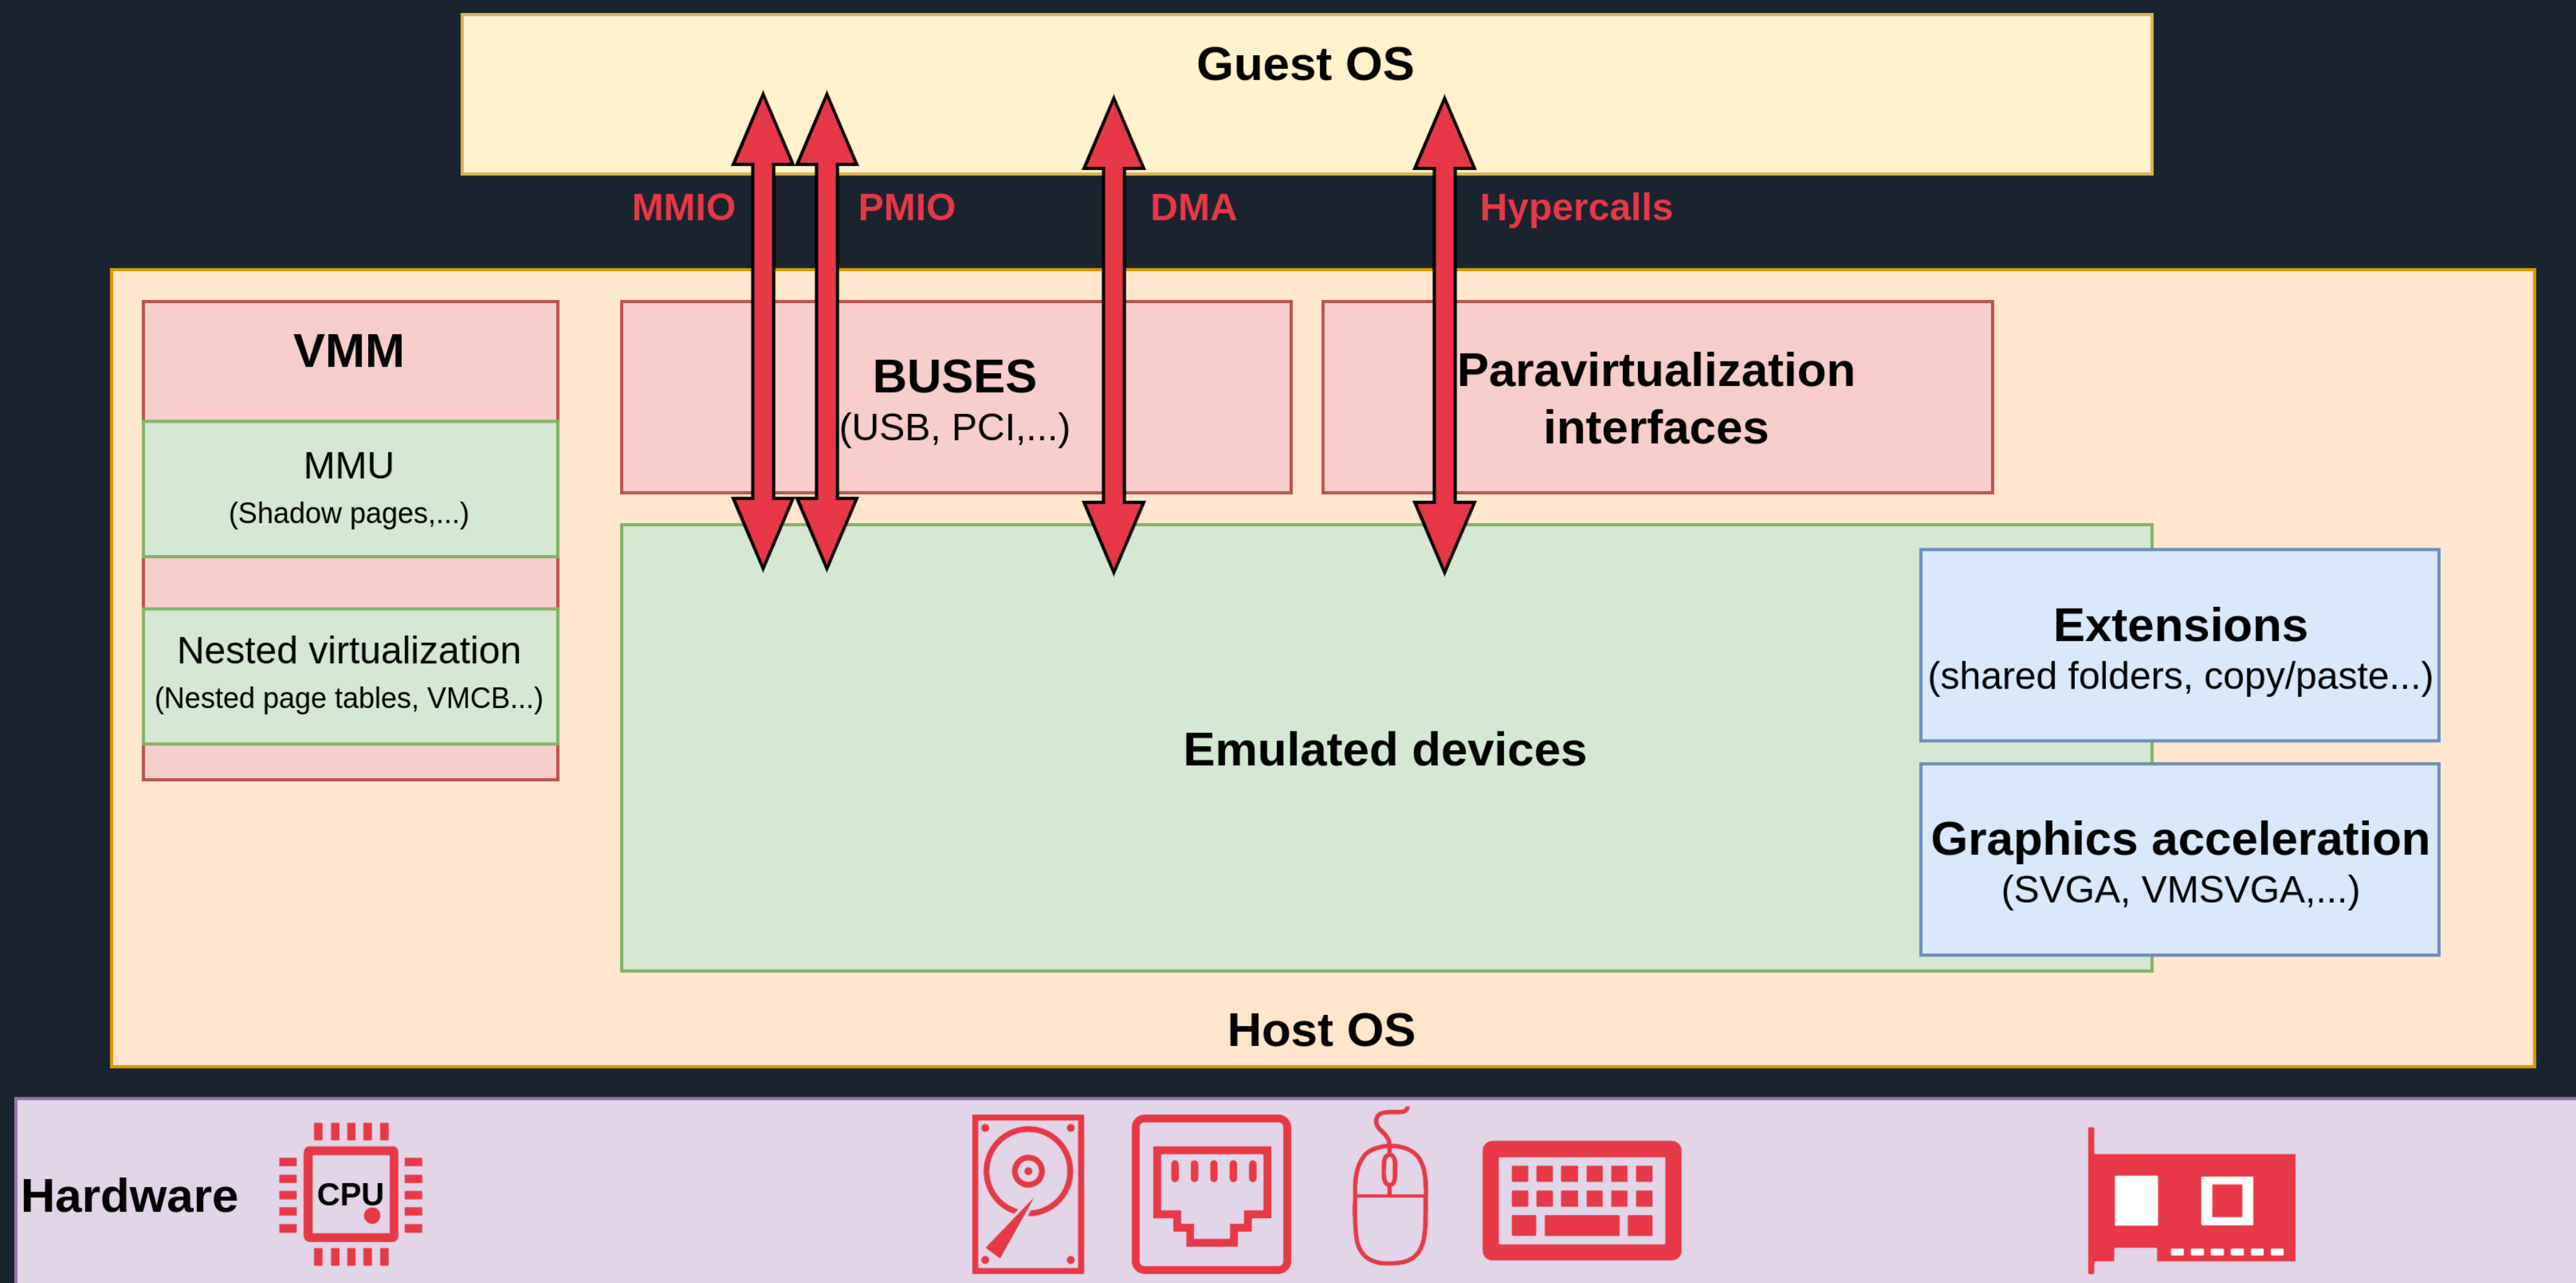 Guest OS
MMIO
PMIO
DMA
Hypercalls
VMM
MMU
(Shadow pages,...)
Nested virtualization
(Nested page tables, VMCB...)
BUSES
(USB, PCI,...)
Paravirtualization
interfaces
Emulated devices
Extensions
(shared folders, copy/paste...)
Graphics acceleration
(SVGA, VMSVGA,...)
Host OS
Hardware
CPU